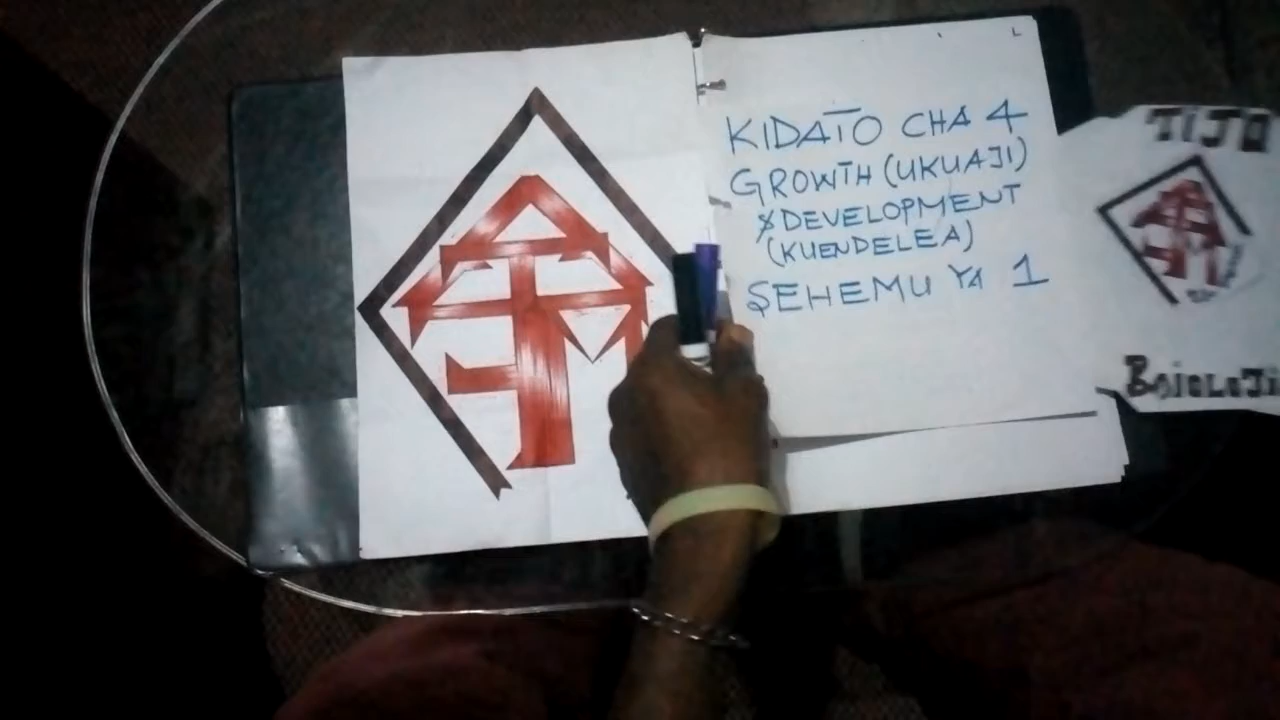 KIDATO CHA 4
GROWTH (UKUAJI)
& DEVELOPMENT
(KUENDELEA)
SEHEMU YA 1